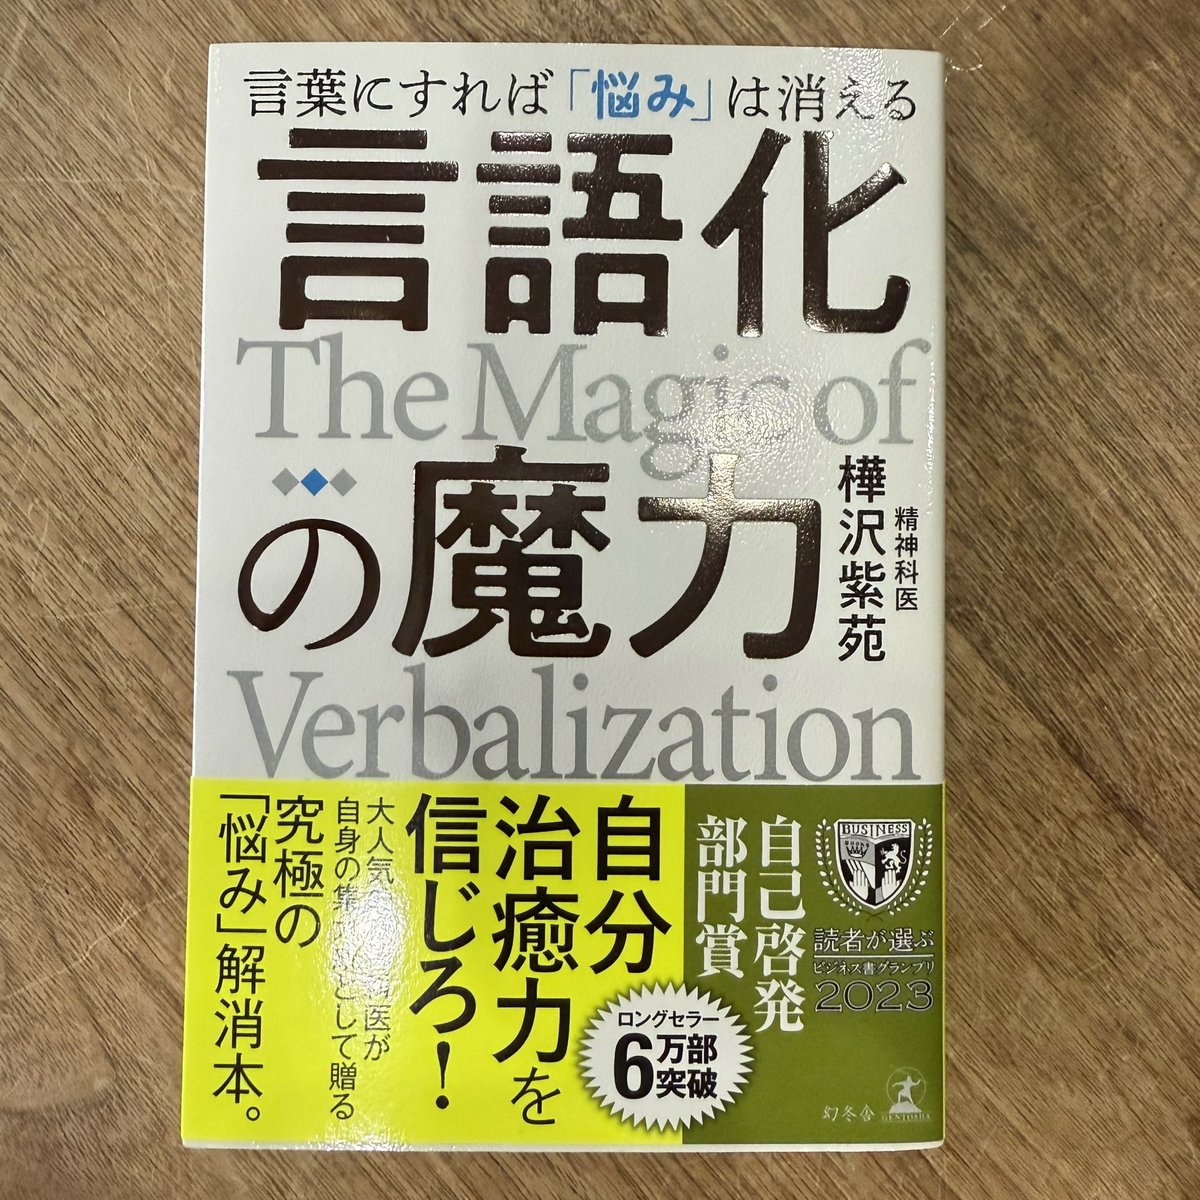 言葉にすれば「悩み」は消える
言語化
The Magic of
の魔力
Verbalization
精神科医
樺沢紫苑
自分
治癒力を
信じろ!
大人気
科医が
自身の集
として贈る
究極の
「悩み」解消本。
ロングセラー
6万部
突破
自己啓発
部門賞
BUSINESS
BOOKS
読者が選ぶ
ビジネス書グランプリ
2023
幻冬舎
GENTOSHA